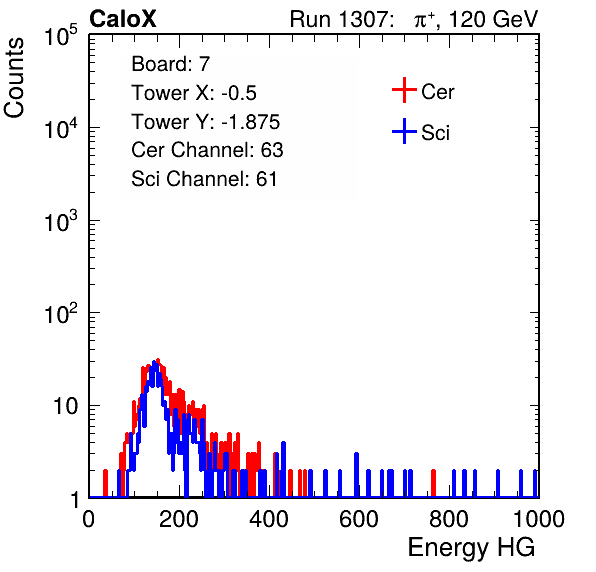 CaloX Run 1307: π⁺, 120 GeV
Counts
10⁵
10⁴
10³
10²
10
1
Board: 7
Tower X: -0.5
Tower Y: -1.875
Cer Channel: 63
Sci Channel: 61
Cer
Sci
0 200 400 600 800 1000
Energy HG